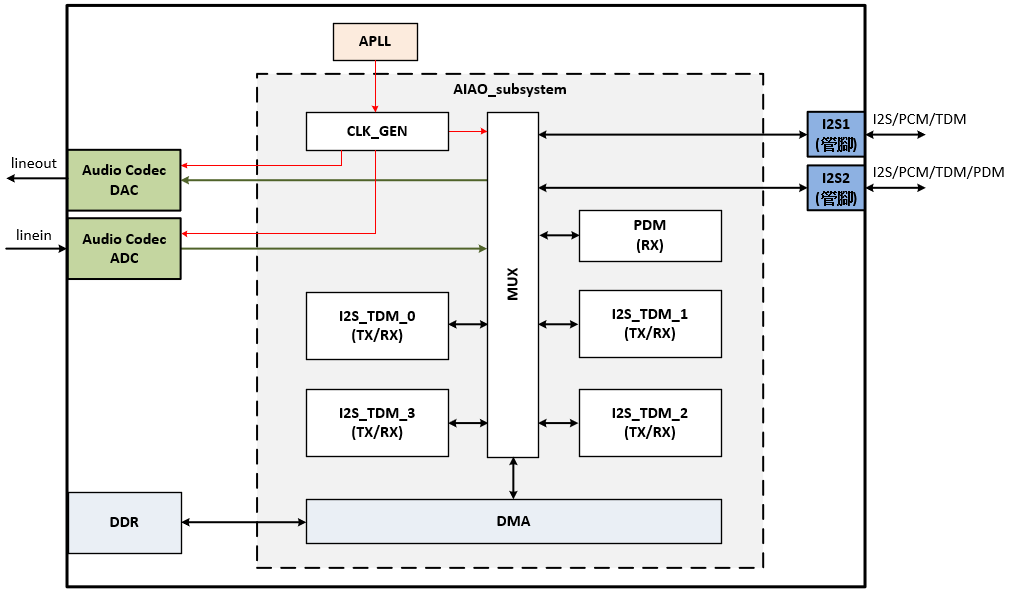 APLL
AIAO_subsystem
CLK_GEN
I2S1
(管腳)
I2S/PCM/TDM
lineout
Audio Codec
DAC
I2S2
(管腳)
I2S/PCM/TDM/PDM
linein
Audio Codec
ADC
PDM
(RX)
MUX
I2S_TDM_0
(TX/RX)
I2S_TDM_1
(TX/RX)
I2S_TDM_3
(TX/RX)
I2S_TDM_2
(TX/RX)
DDR
DMA